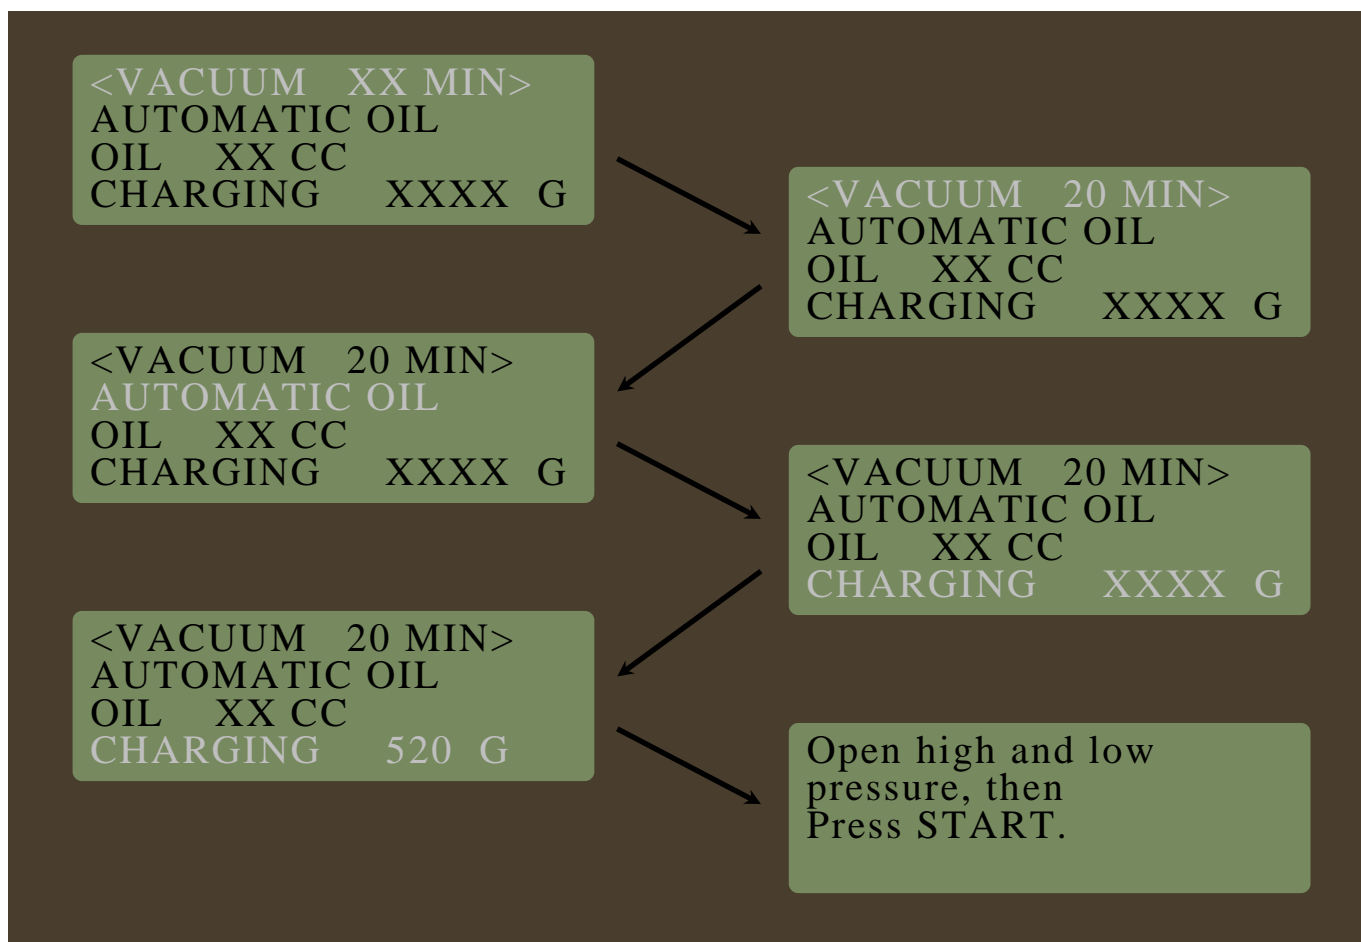 <VACUUM XX MIN>
AUTOMATIC OIL
OIL XX CC
CHARGING XXXX G
<VACUUM 20 MIN>
AUTOMATIC OIL
OIL XX CC
CHARGING XXXX G
<VACUUM 20 MIN>
AUTOMATIC OIL
OIL XX CC
CHARGING XXXX G
<VACUUM 20 MIN>
AUTOMATIC OIL
OIL XX CC
CHARGING XXXX G
<VACUUM 20 MIN>
AUTOMATIC OIL
OIL XX CC
CHARGING 520 G
Open high and low
pressure, then
Press START.